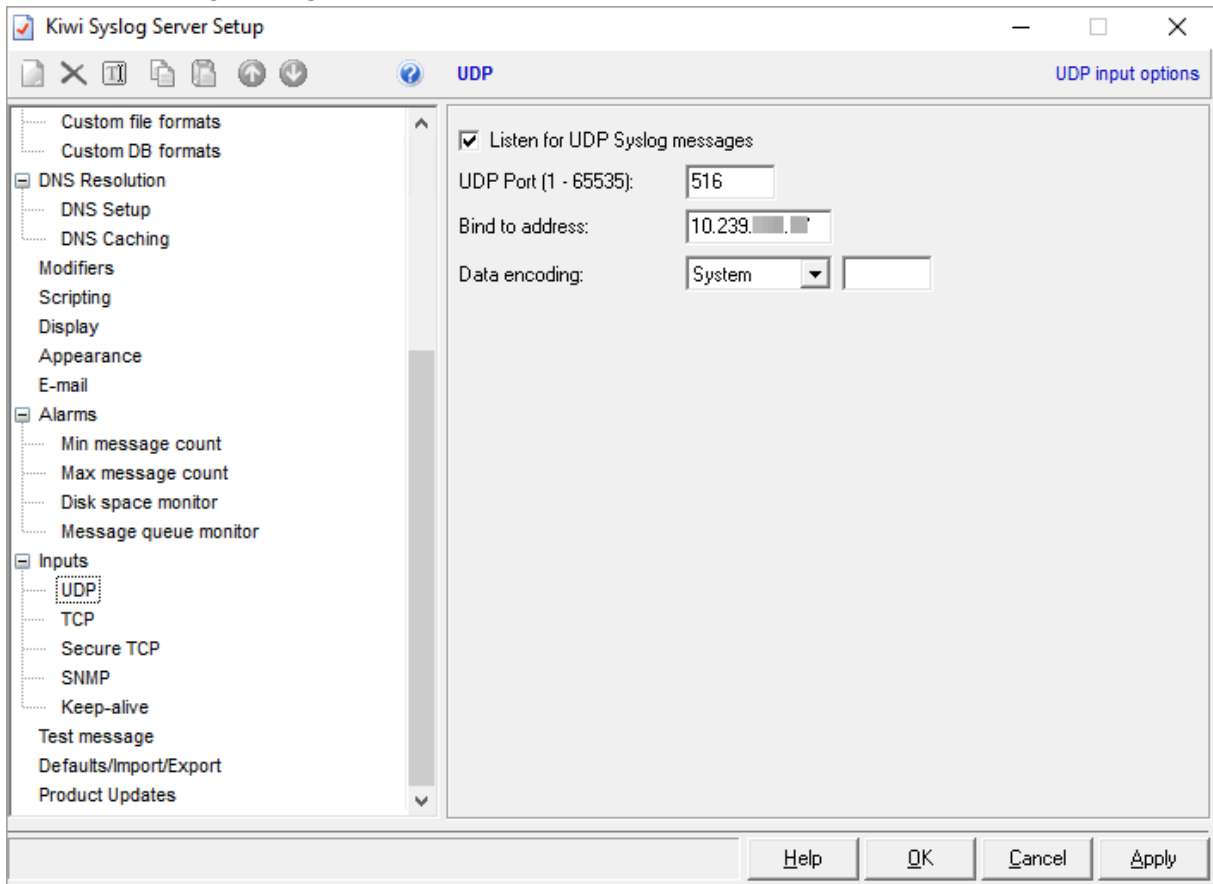 Kiwi Syslog Server Setup
UDP
UDP input options
Custom file formats
Custom DB formats
DNS Resolution
DNS Setup
DNS Caching
Modifiers
Scripting
Display
Appearance
E-mail
Alarms
Min message count
Max message count
Disk space monitor
Message queue monitor
Inputs
UDP
TCP
Secure TCP
SNMP
Keep-alive
Test message
Defaults/Import/Export
Product Updates
Listen for UDP Syslog messages
UDP Port (1 - 65535): 516
Bind to address: 10.239.
Data encoding: System
Help OK Cancel Apply